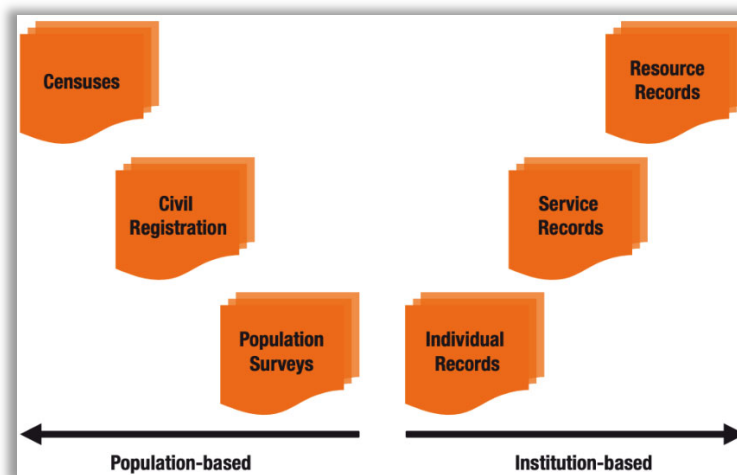 Censuses
Resource
Records
Civil
Registration
Service
Records
Population
Surveys
Individual
Records
Population-based
Institution-based